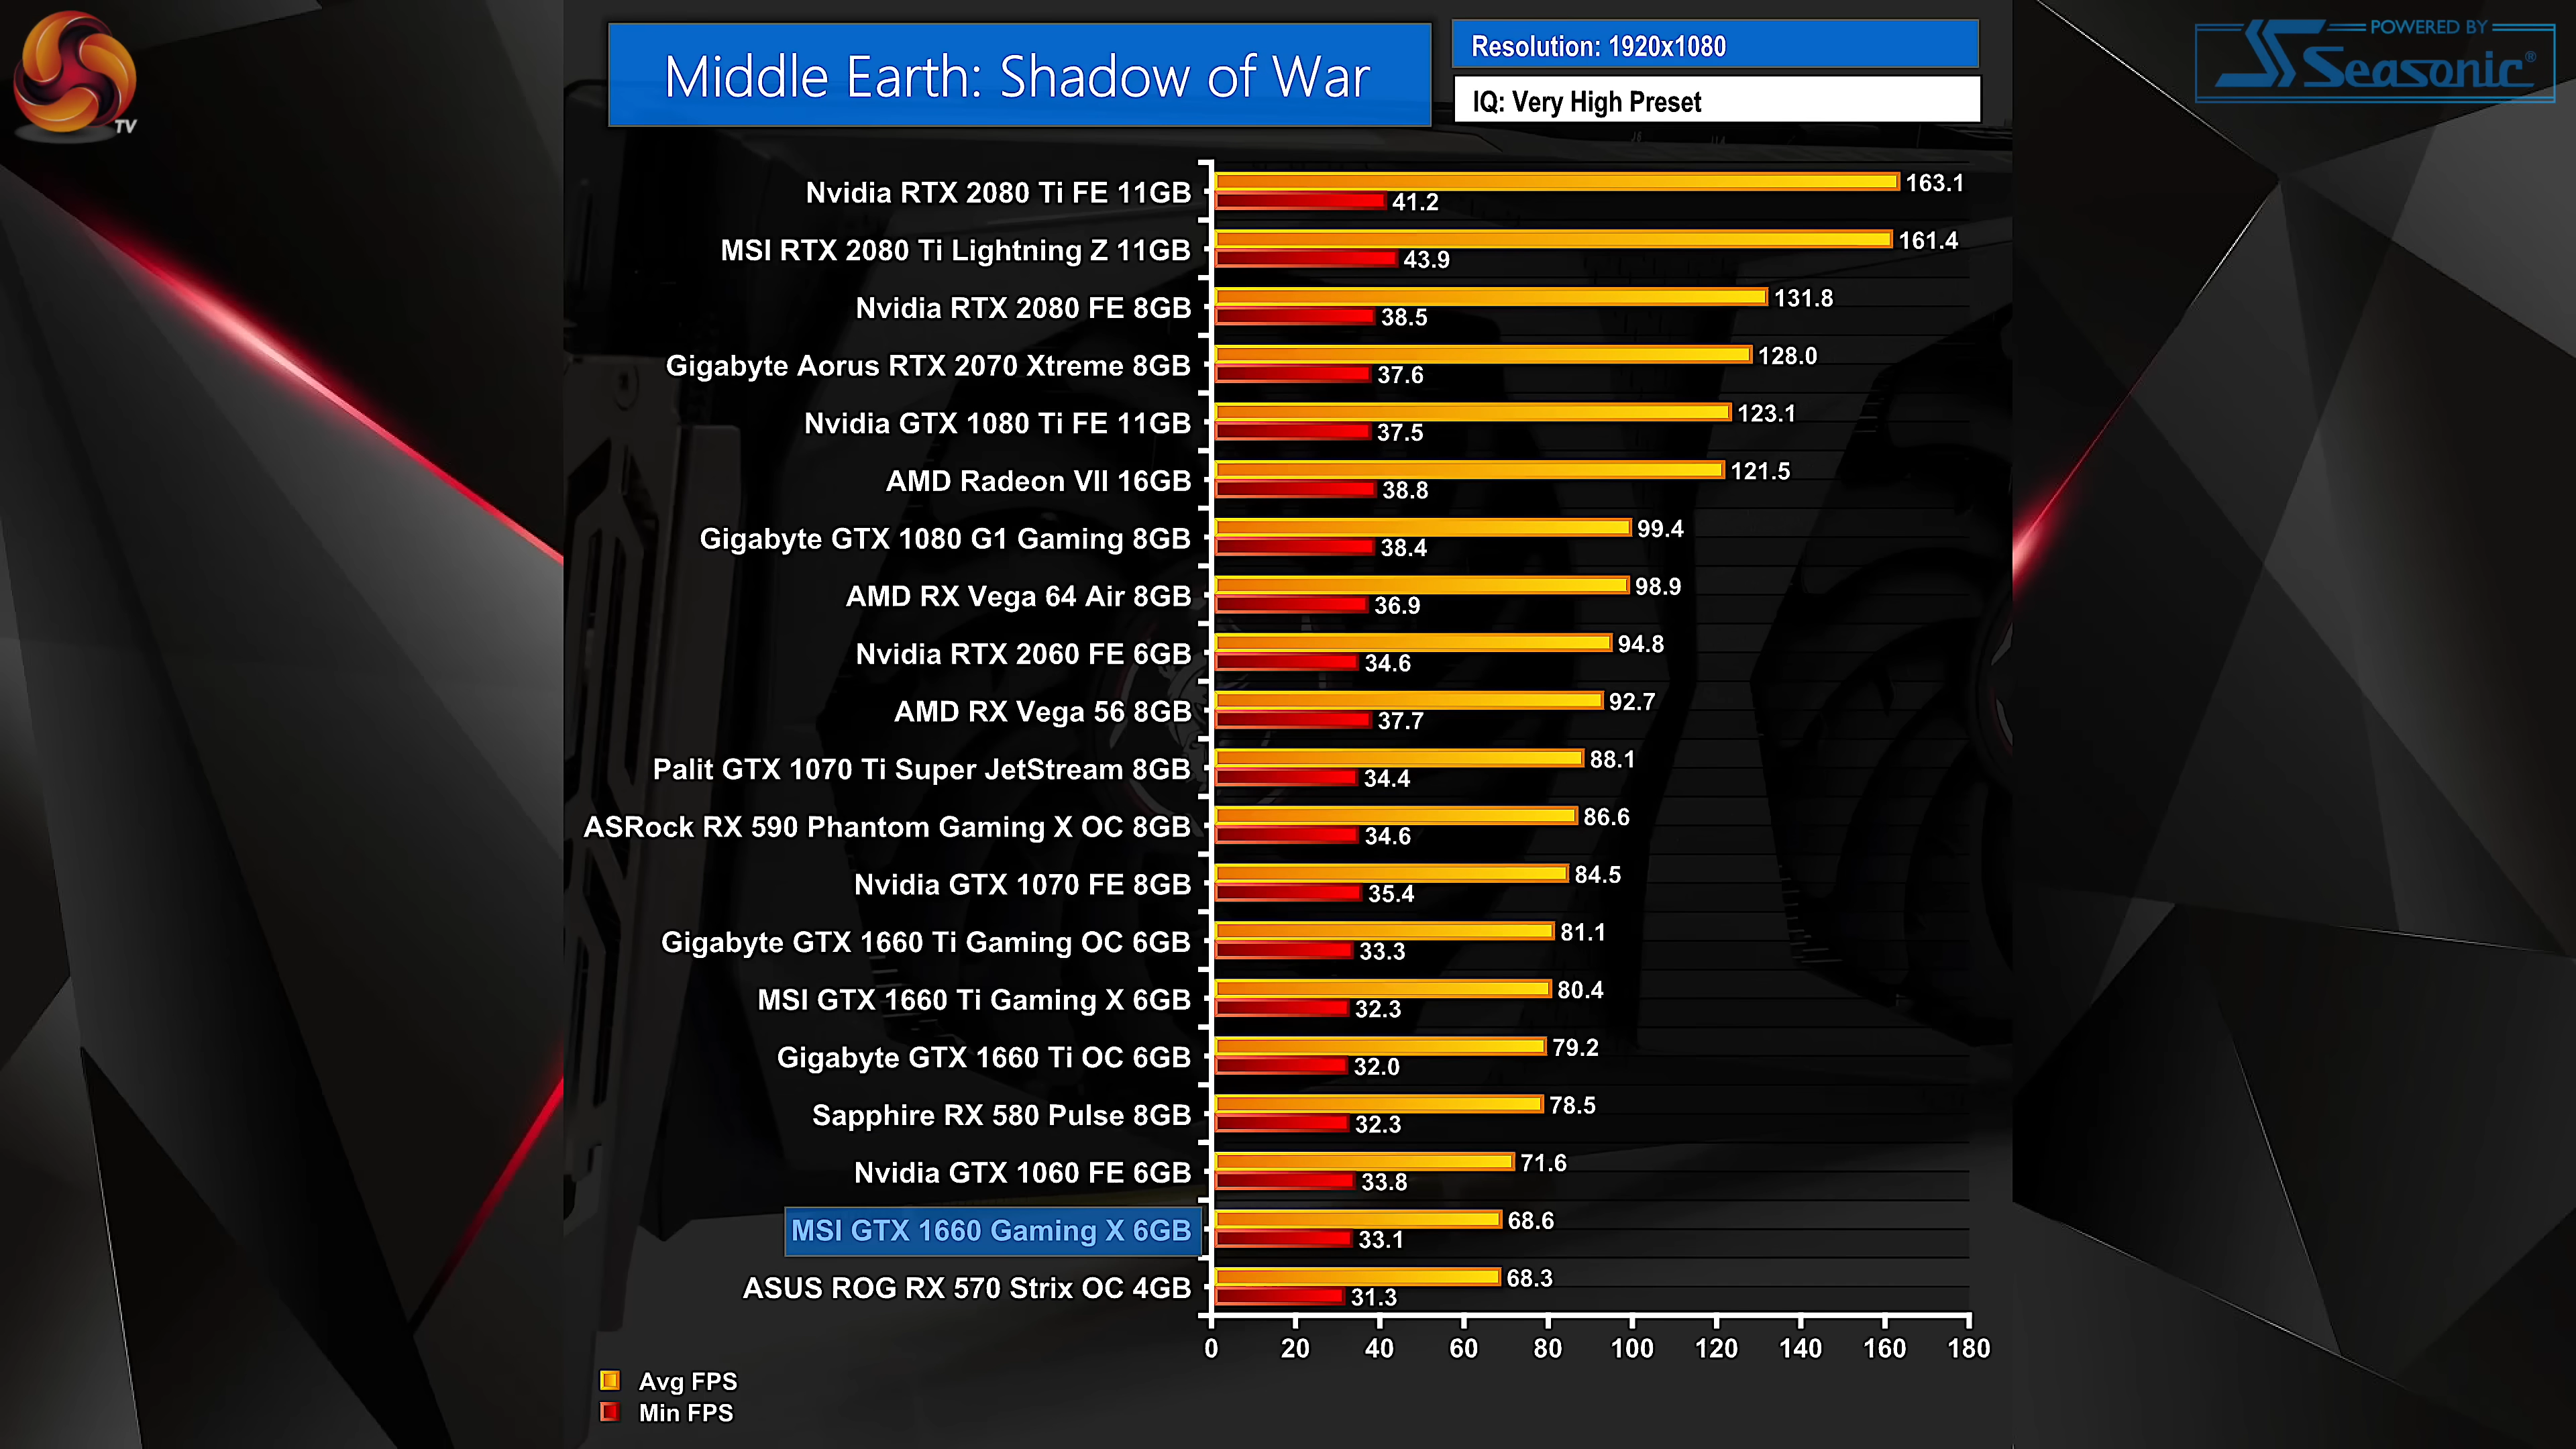 TV
Middle Earth: Shadow of War
Resolution: 1920x1080
IQ: Very High Preset
POWERED BY
Seasonic®
Nvidia RTX 2080 Ti FE 11GB
163.1
41.2
MSI RTX 2080 Ti Lightning Z 11GB
161.4
43.9
Nvidia RTX 2080 FE 8GB
131.8
38.5
Gigabyte Aorus RTX 2070 Xtreme 8GB
128.0
37.6
Nvidia GTX 1080 Ti FE 11GB
123.1
37.5
AMD Radeon VII 16GB
121.5
38.8
Gigabyte GTX 1080 G1 Gaming 8GB
99.4
38.4
AMD RX Vega 64 Air 8GB
98.9
36.9
Nvidia RTX 2060 FE 6GB
94.8
34.6
AMD RX Vega 56 8GB
92.7
37.7
Palit GTX 1070 Ti Super JetStream 8GB
88.1
34.4
ASRock RX 590 Phantom Gaming X OC 8GB
86.6
34.6
Nvidia GTX 1070 FE 8GB
84.5
35.4
Gigabyte GTX 1660 Ti Gaming OC 6GB
81.1
33.3
MSI GTX 1660 Ti Gaming X 6GB
80.4
32.3
Gigabyte GTX 1660 Ti OC 6GB
79.2
32.0
Sapphire RX 580 Pulse 8GB
78.5
32.3
Nvidia GTX 1060 FE 6GB
71.6
33.8
MSI GTX 1660 Gaming X 6GB
68.6
33.1
ASUS ROG RX 570 Strix OC 4GB
68.3
31.3
0 20 40 60 80 100 120 140 160 180
Avg FPS
Min FPS